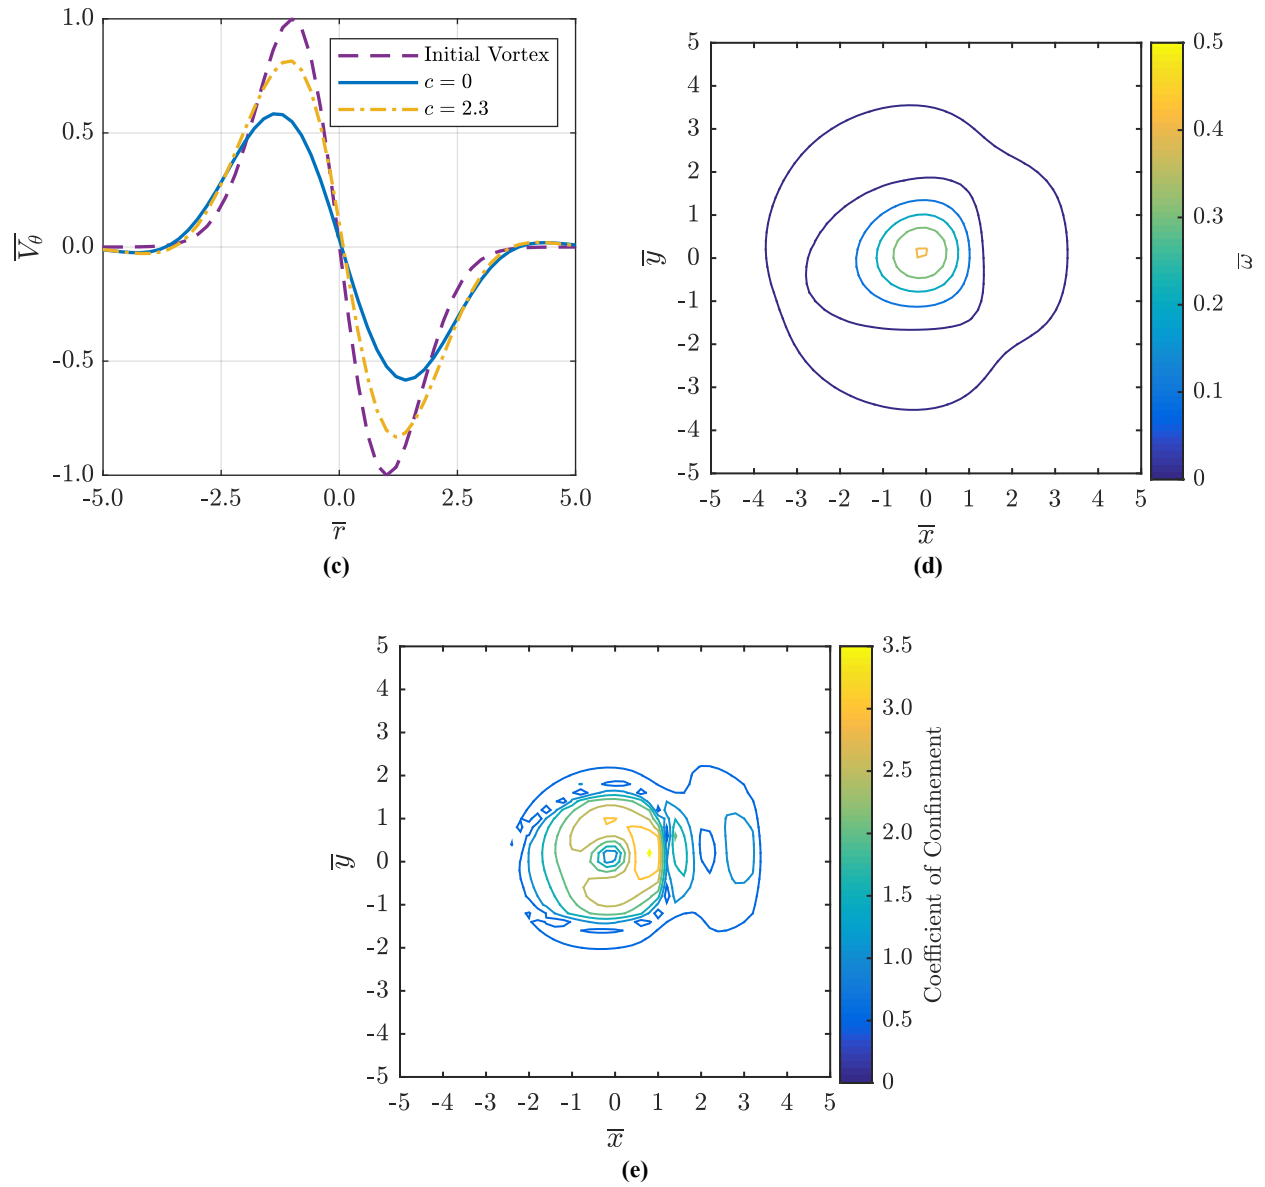 1.0
0.5
0.0
-0.5
-1.0
-5.0 -2.5 0.0 2.5 5.0
V̅θ
r̅
Initial Vortex
c = 0
c = 2.3
(c)
5
4
3
2
1
0
-1
-2
-3
-4
-5
-5 -4 -3 -2 -1 0 1 2 3 4 5
y̅
x̅
0.5
0.4
0.3
0.2
0.1
0
ω̅
(d)
5
4
3
2
1
0
-1
-2
-3
-4
-5
-5 -4 -3 -2 -1 0 1 2 3 4 5
y̅
x̅
3.5
3.0
2.5
2.0
1.5
1.0
0.5
0
Coefficient of Confinement
(e)